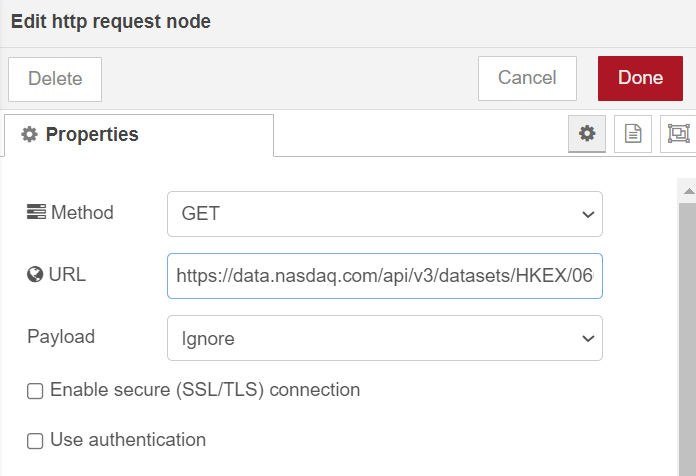 Edit http request node
Delete
Cancel
Done
Properties
Method
GET
URL
https://data.nasdaq.com/api/v3/datasets/HKEX/06
Payload
Ignore
Enable secure (SSL/TLS) connection
Use authentication